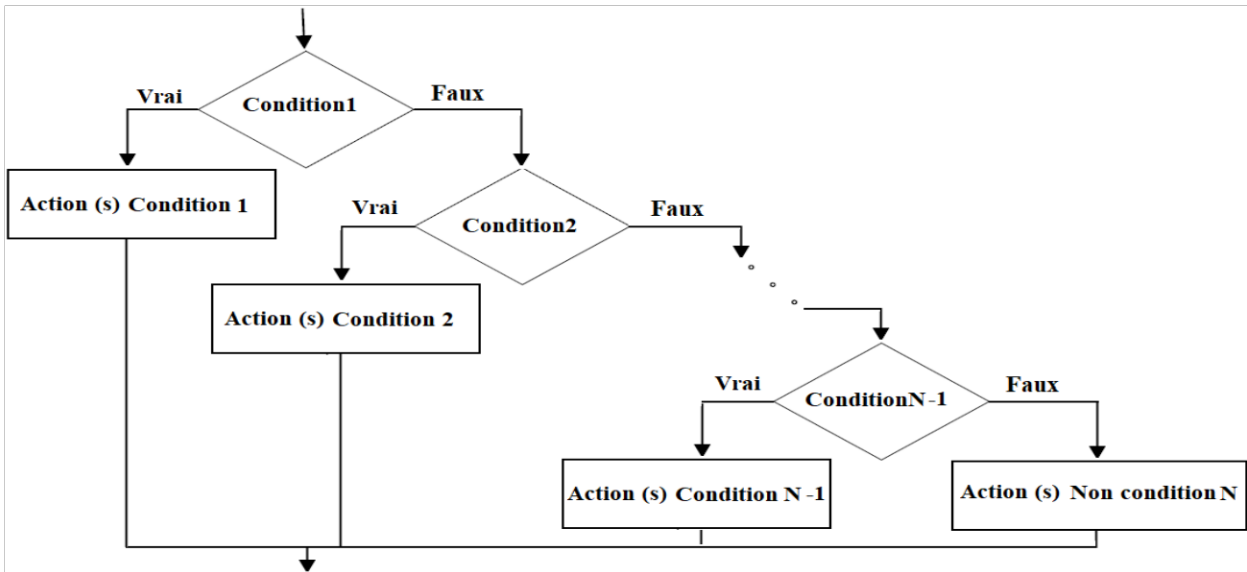 Vrai
Condition1
Faux
Action (s) Condition 1
Vrai
Condition2
Faux
Action (s) Condition 2
Vrai
ConditionN-1
Faux
Action (s) Condition N-1
Action (s) Non condition N